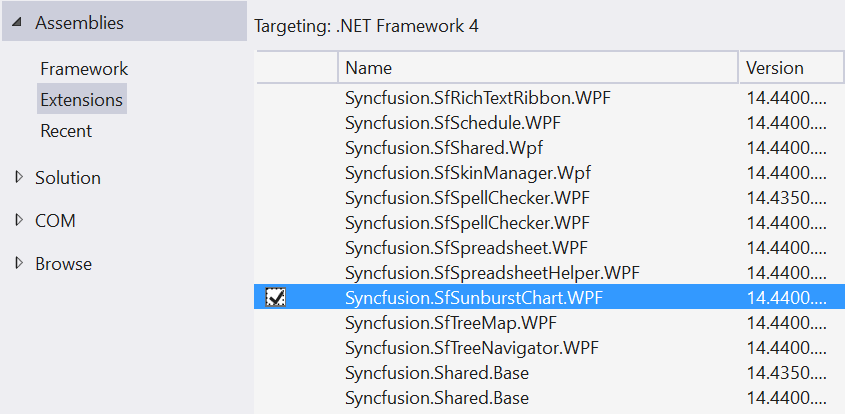 Assemblies
Framework
Extensions
Recent
Solution
COM
Browse
Targeting: .NET Framework 4
Name Version
Syncfusion.SfRichTextRibbon.WPF 14.4400....
Syncfusion.SfSchedule.WPF 14.4400....
Syncfusion.SfShared.Wpf 14.4400....
Syncfusion.SfSkinManager.Wpf 14.4400....
Syncfusion.SfSpellChecker.WPF 14.4350....
Syncfusion.SfSpellChecker.WPF 14.4400....
Syncfusion.SfSpreadsheet.WPF 14.4400....
Syncfusion.SfSpreadsheetHelper.WPF 14.4400....
Syncfusion.SfSunburstChart.WPF 14.4400....
Syncfusion.SfTreeMap.WPF 14.4400....
Syncfusion.SfTreeNavigator.WPF 14.4400....
Syncfusion.Shared.Base 14.4350....
Syncfusion.Shared.Base 14.4400....